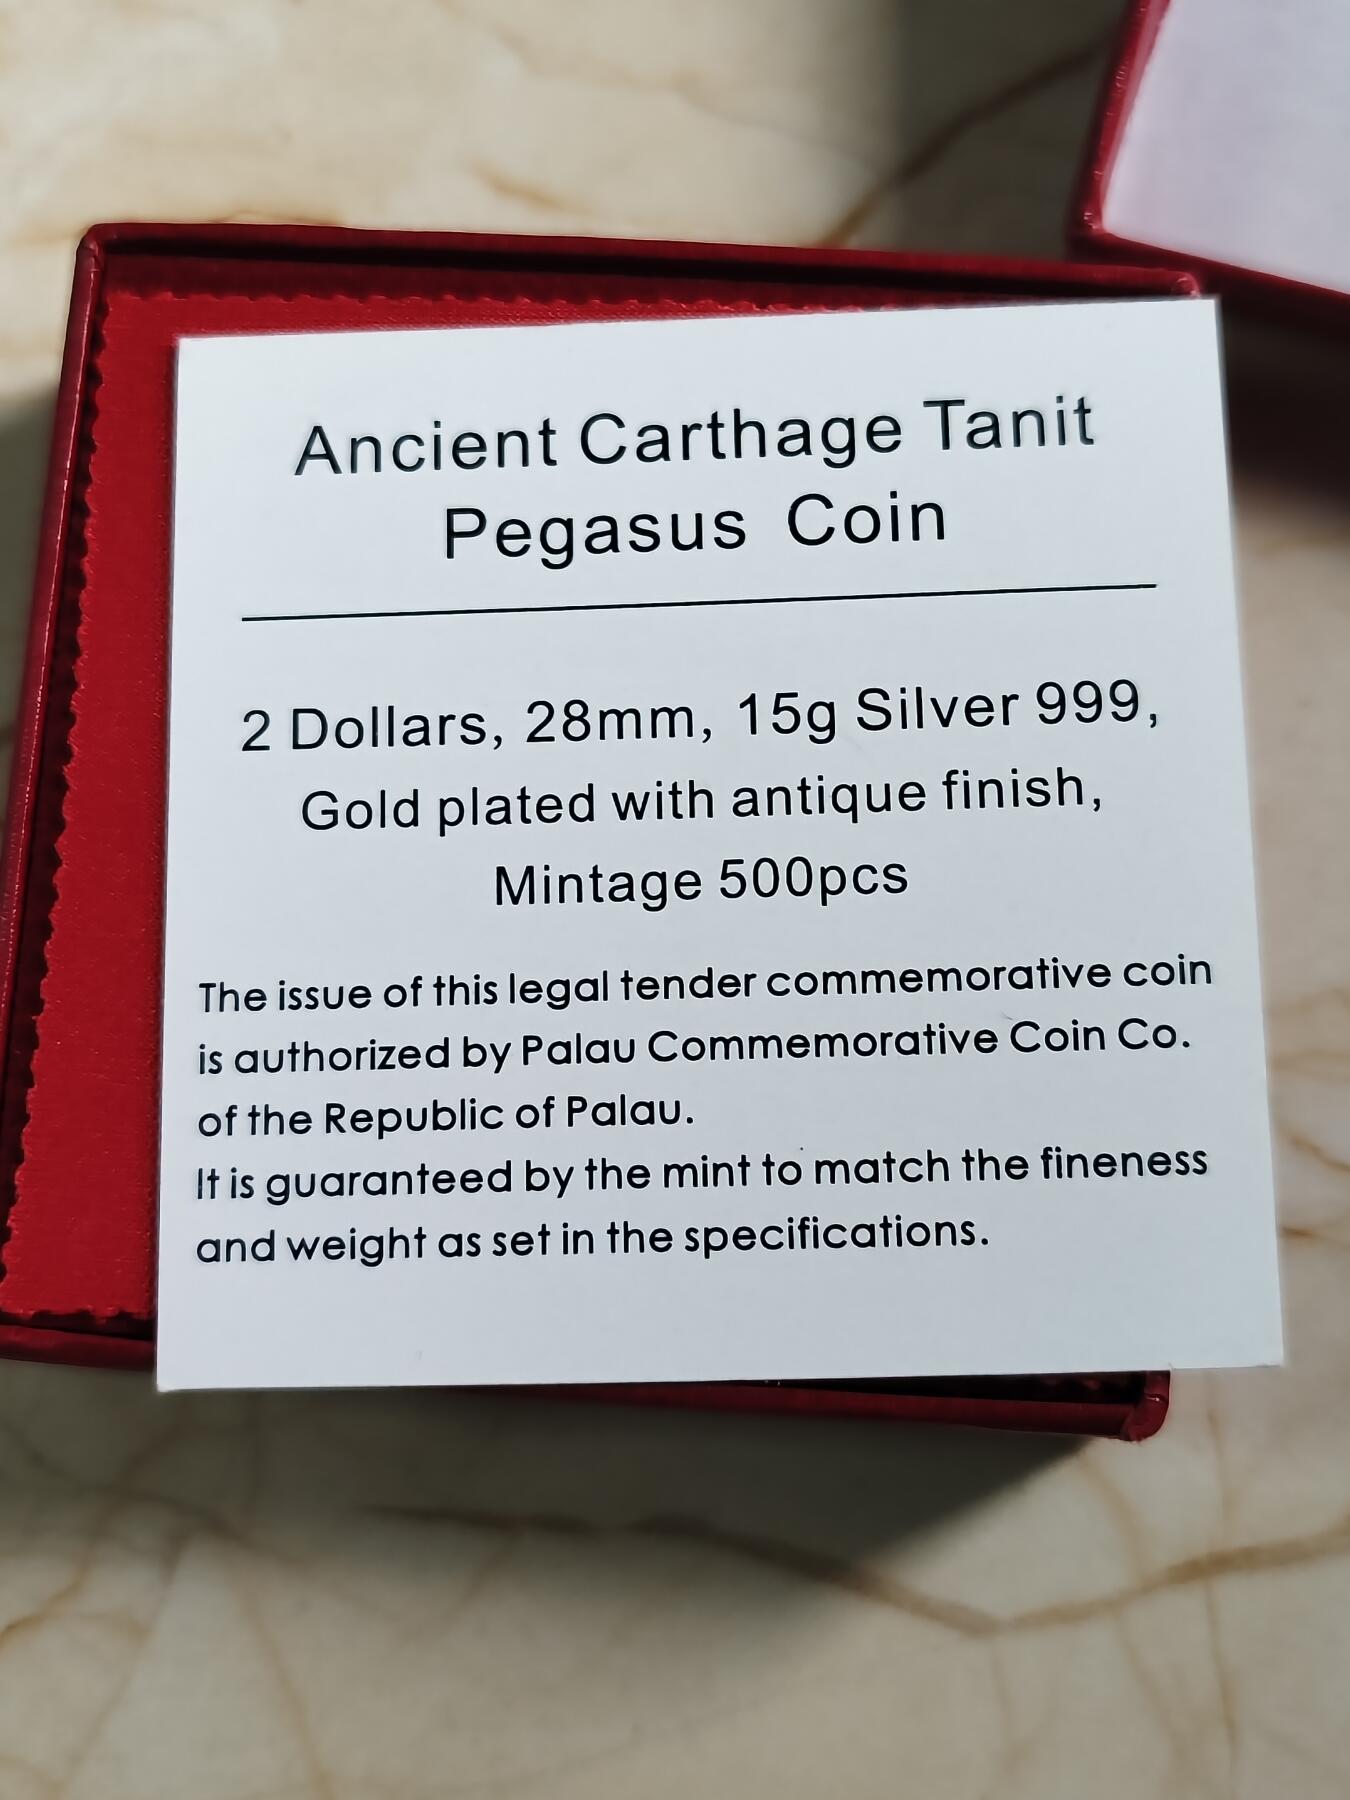 Ancient Carthage Tanit
Pegasus Coin
2 Dollars, 28mm, 15g Silver 999,
Gold plated with antique finish,
Mintage 500pcs
The issue of this legal tender commemorative coin
is authorized by Palau Commemorative Coin Co.
of the Republic of Palau.
It is guaranteed by the mint to match the fineness
and weight as set in the specifications.